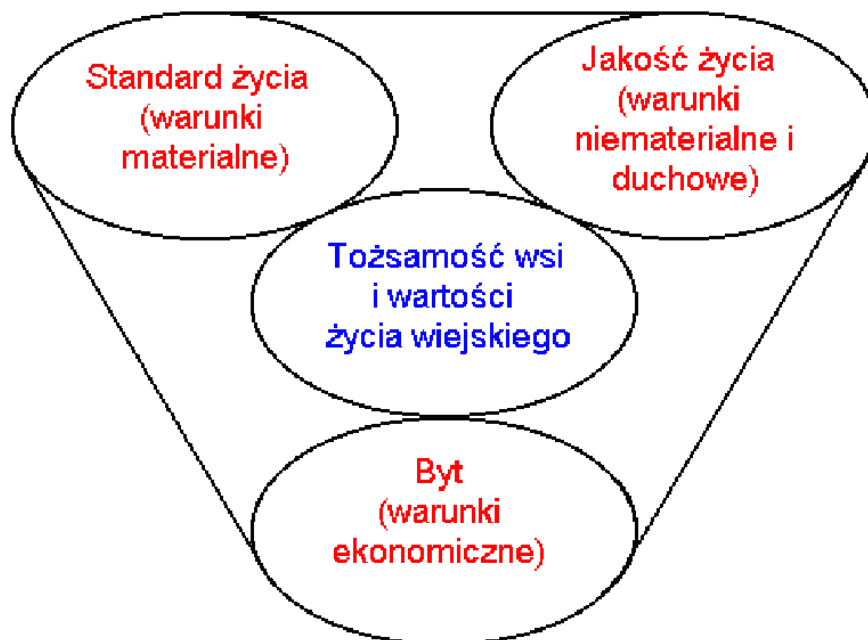 Standard życia
(warunki
materialne)
Jakość życia
(warunki
niematerialne i
duchowe)
Tożsamość wsi
i wartości
życia wiejskiego
Byt
(warunki
ekonomiczne)